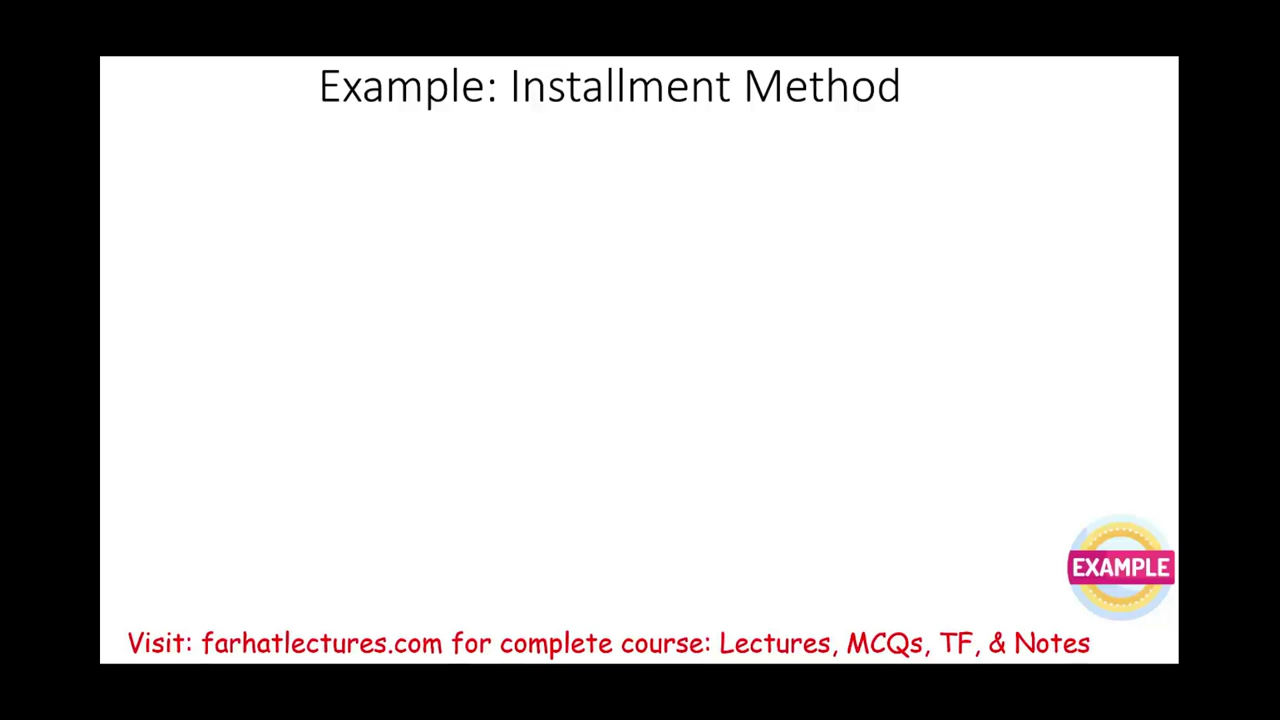 Example: Installment Method
EXAMPLE
Visit: farhatlectures.com for complete course: Lectures, MCQs, TF, & Notes